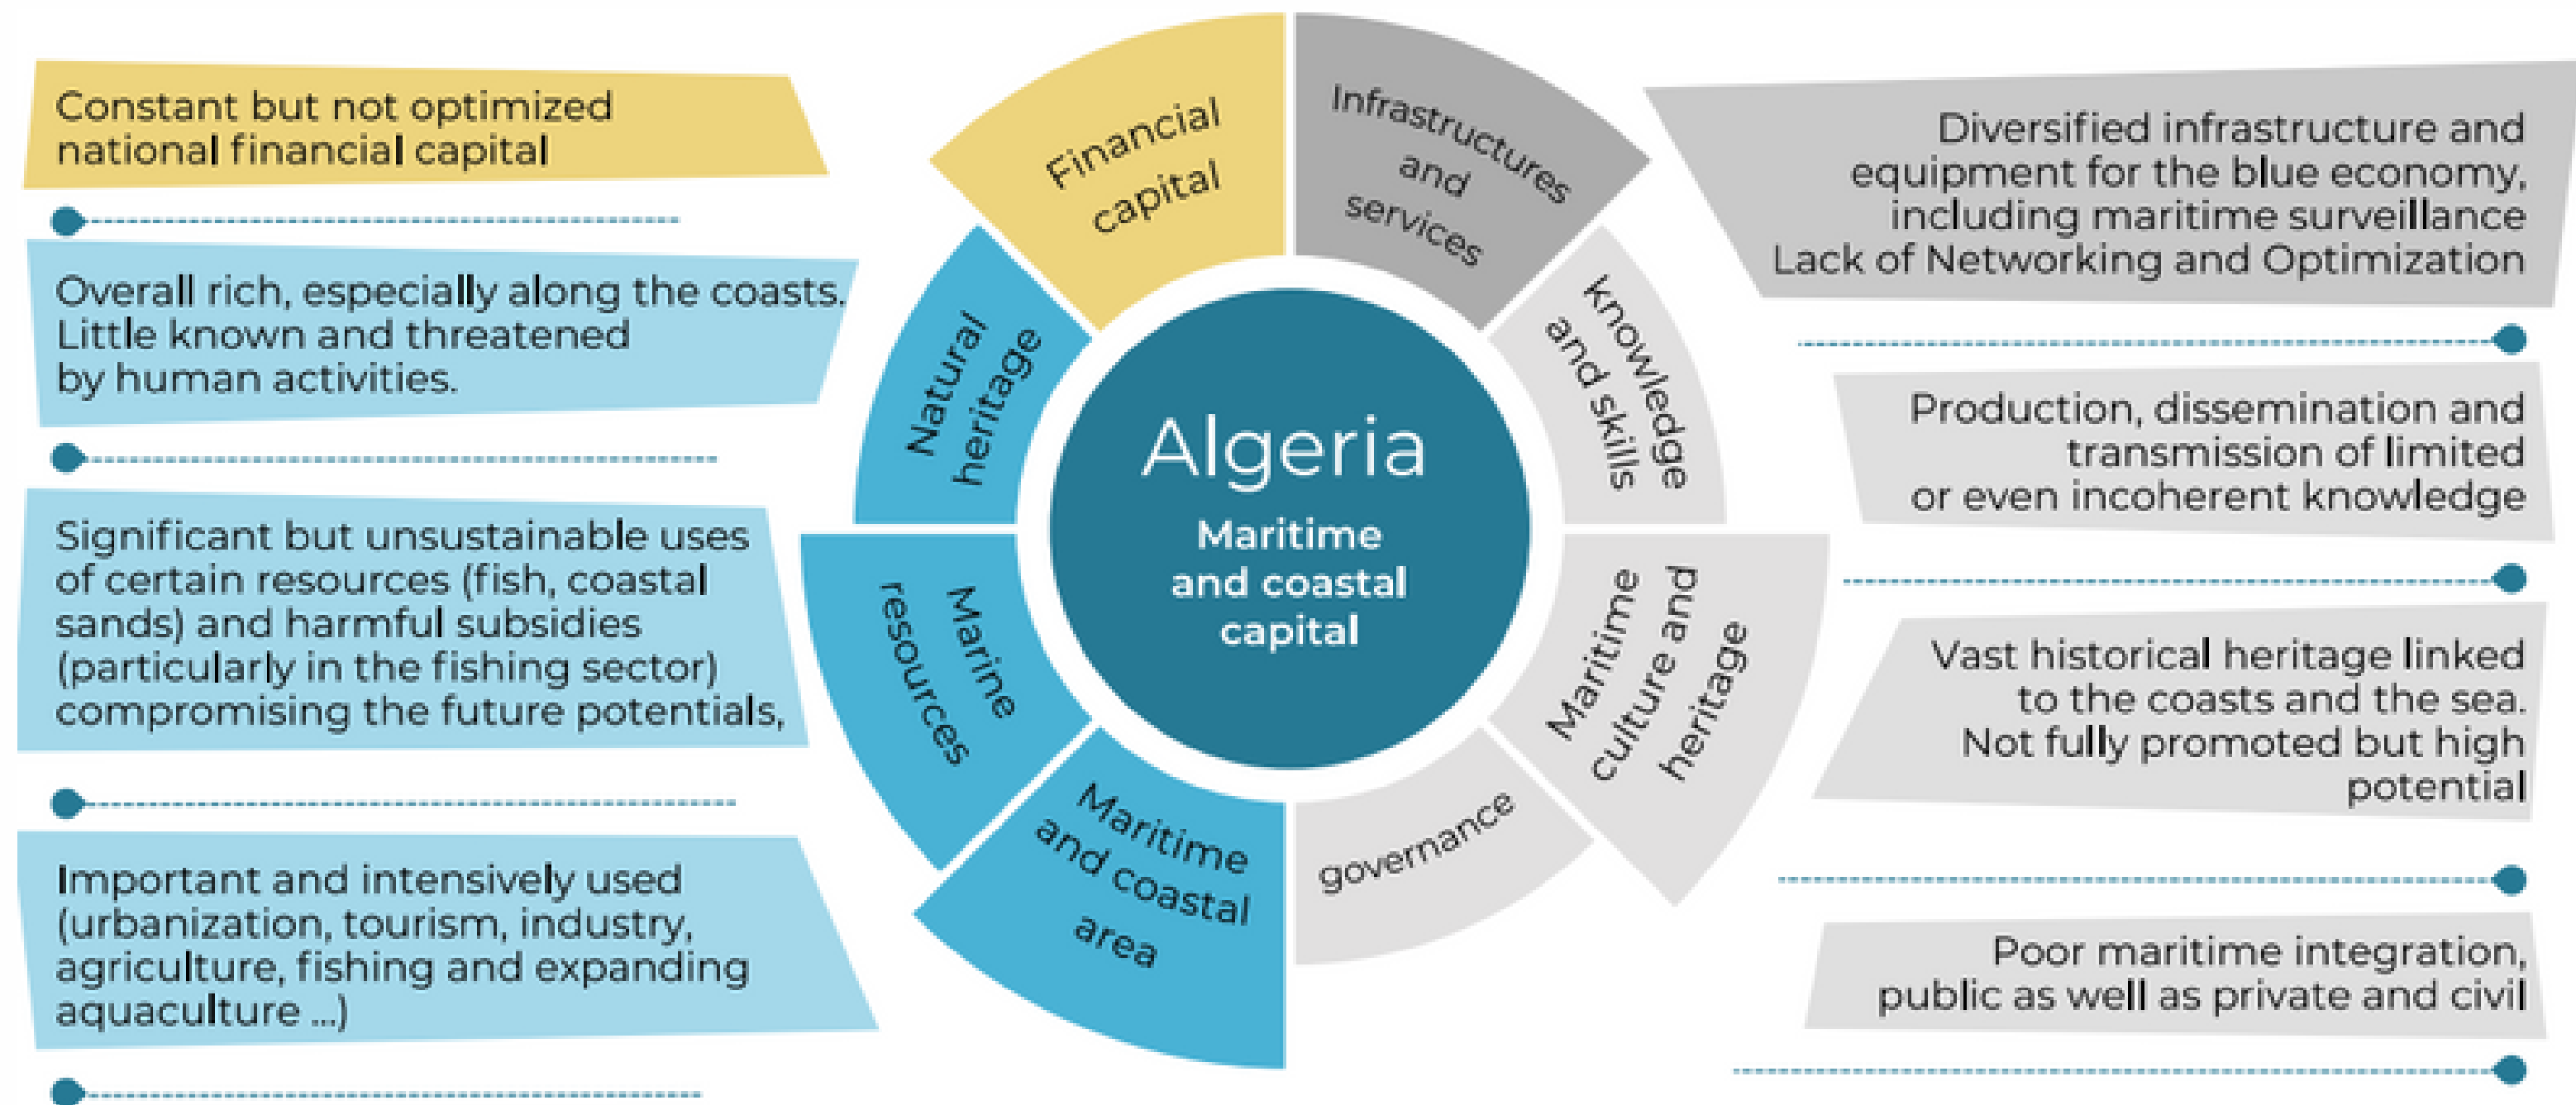 Constant but not optimized
national financial capital
Overall rich, especially along the coasts.
Little known and threatened
by human activities.
Significant but unsustainable uses
of certain resources (fish, coastal
sands) and harmful subsidies
(particularly in the fishing sector)
compromising the future potentials,
Important and intensively used
(urbanization, tourism, industry,
agriculture, fishing and expanding
aquaculture ...)
Financial
capital
Infrastructures
and
services
Natural
heritage
knowledge
and skills
Algeria
Maritime
and coastal
capital
Marine
resources
Maritime
culture and
heritage
Maritime
and coastal
area
governance
Diversified infrastructure and
equipment for the blue economy,
including maritime surveillance
Lack of Networking and Optimization
Production, dissemination and
transmission of limited
or even incoherent knowledge
Vast historical heritage linked
to the coasts and the sea.
Not fully promoted but high
potential
Poor maritime integration,
public as well as private and civil